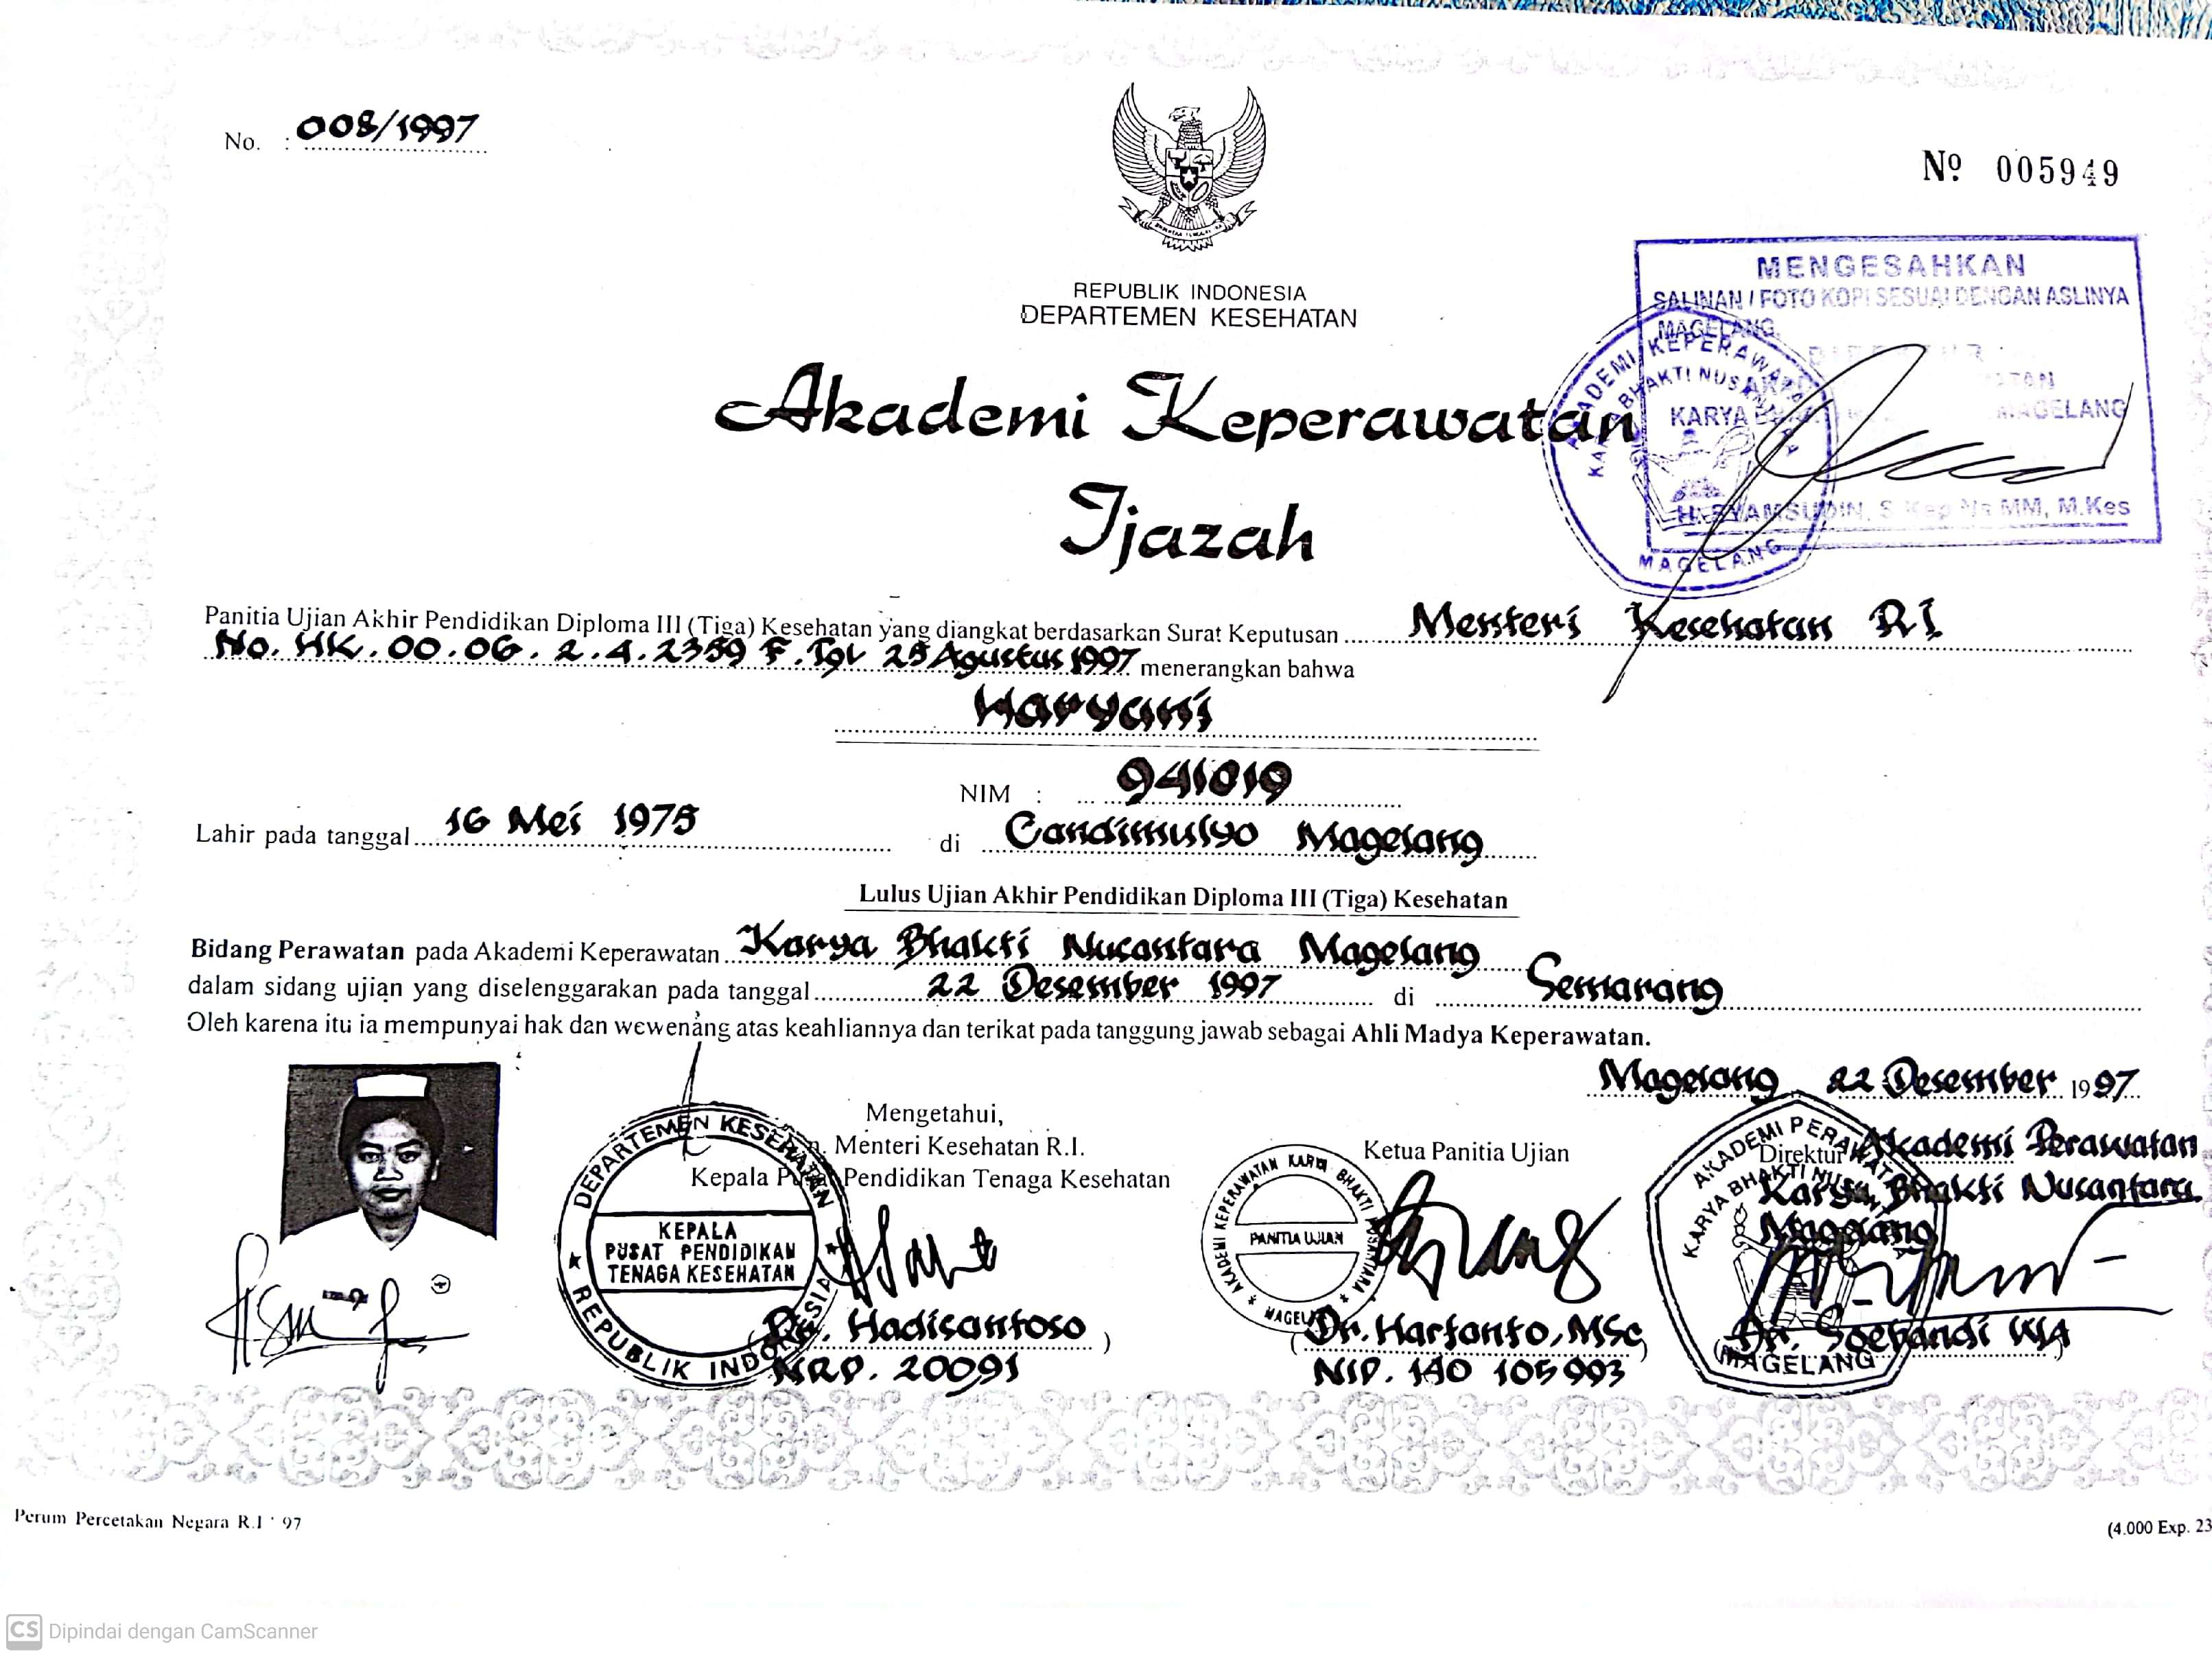 No. : 008/1997
Nº 005949
REPUBLIK INDONESIA
DEPARTEMEN KESEHATAN
MENGESAHKAN
SALINAN / FOTO KOPI SESUAI DENGAN ASLINYA
MAGELANG
MAGELANG
H. SYAMSUDIN, S.Kep Ns MM, M.Kes
AKADEMI KEPERAWATAN
KARYA BHAKTI NUSANTARA
MAGELANG
Akademi Keperawatan
Ijazah
Panitia Ujian Akhir Pendidikan Diploma III (Tiga) Kesehatan yang diangkat berdasarkan Surat Keputusan Menteri Kesehatan RI
No. HK. 00. 06. 2. 4. 2359 F. Tgl 25 Agustus 1997 menerangkan bahwa
Haryani
NIM : 941019
Lahir pada tanggal 16 Mei 1975 di Candimulyo Magelang
Lulus Ujian Akhir Pendidikan Diploma III (Tiga) Kesehatan
Bidang Perawatan pada Akademi Keperawatan Karya Bhakti Nusantara Magelang
dalam sidang ujian yang diselenggarakan pada tanggal 22 Desember 1997 di Semarang
Oleh karena itu ia mempunyai hak dan wewenang atas keahliannya dan terikat pada tanggung jawab sebagai Ahli Madya Keperawatan.
Magelang 22 Desember 1997
Mengetahui,
Menteri Kesehatan R.I.
Kepala Pusat Pendidikan Tenaga Kesehatan
DEPARTEMEN KESEHATAN
KEPALA
PUSAT PENDIDIKAN
TENAGA KESEHATAN
REPUBLIK INDONESIA
(Dr. Hadisantoso)
NRP. 20091
Ketua Panitia Ujian
AKADEMI KEPERAWATAN KARYA BHAKTI NUSANTARA
PANITIA UJIAN
MAGELANG
(Dr. Hartanto, MSc)
NIP. 140 105 993
Direktur Akademi Perawatan
Karya Bhakti Nusantara
Magelang
AKADEMI PERAWATAN
KARYA BHAKTI NUSANTARA
MAGELANG
(Dr. Soebandi WA)
Perum Percetakan Negara R.I ' 97
(4.000 Exp. 23
CS Dipindai dengan CamScanner